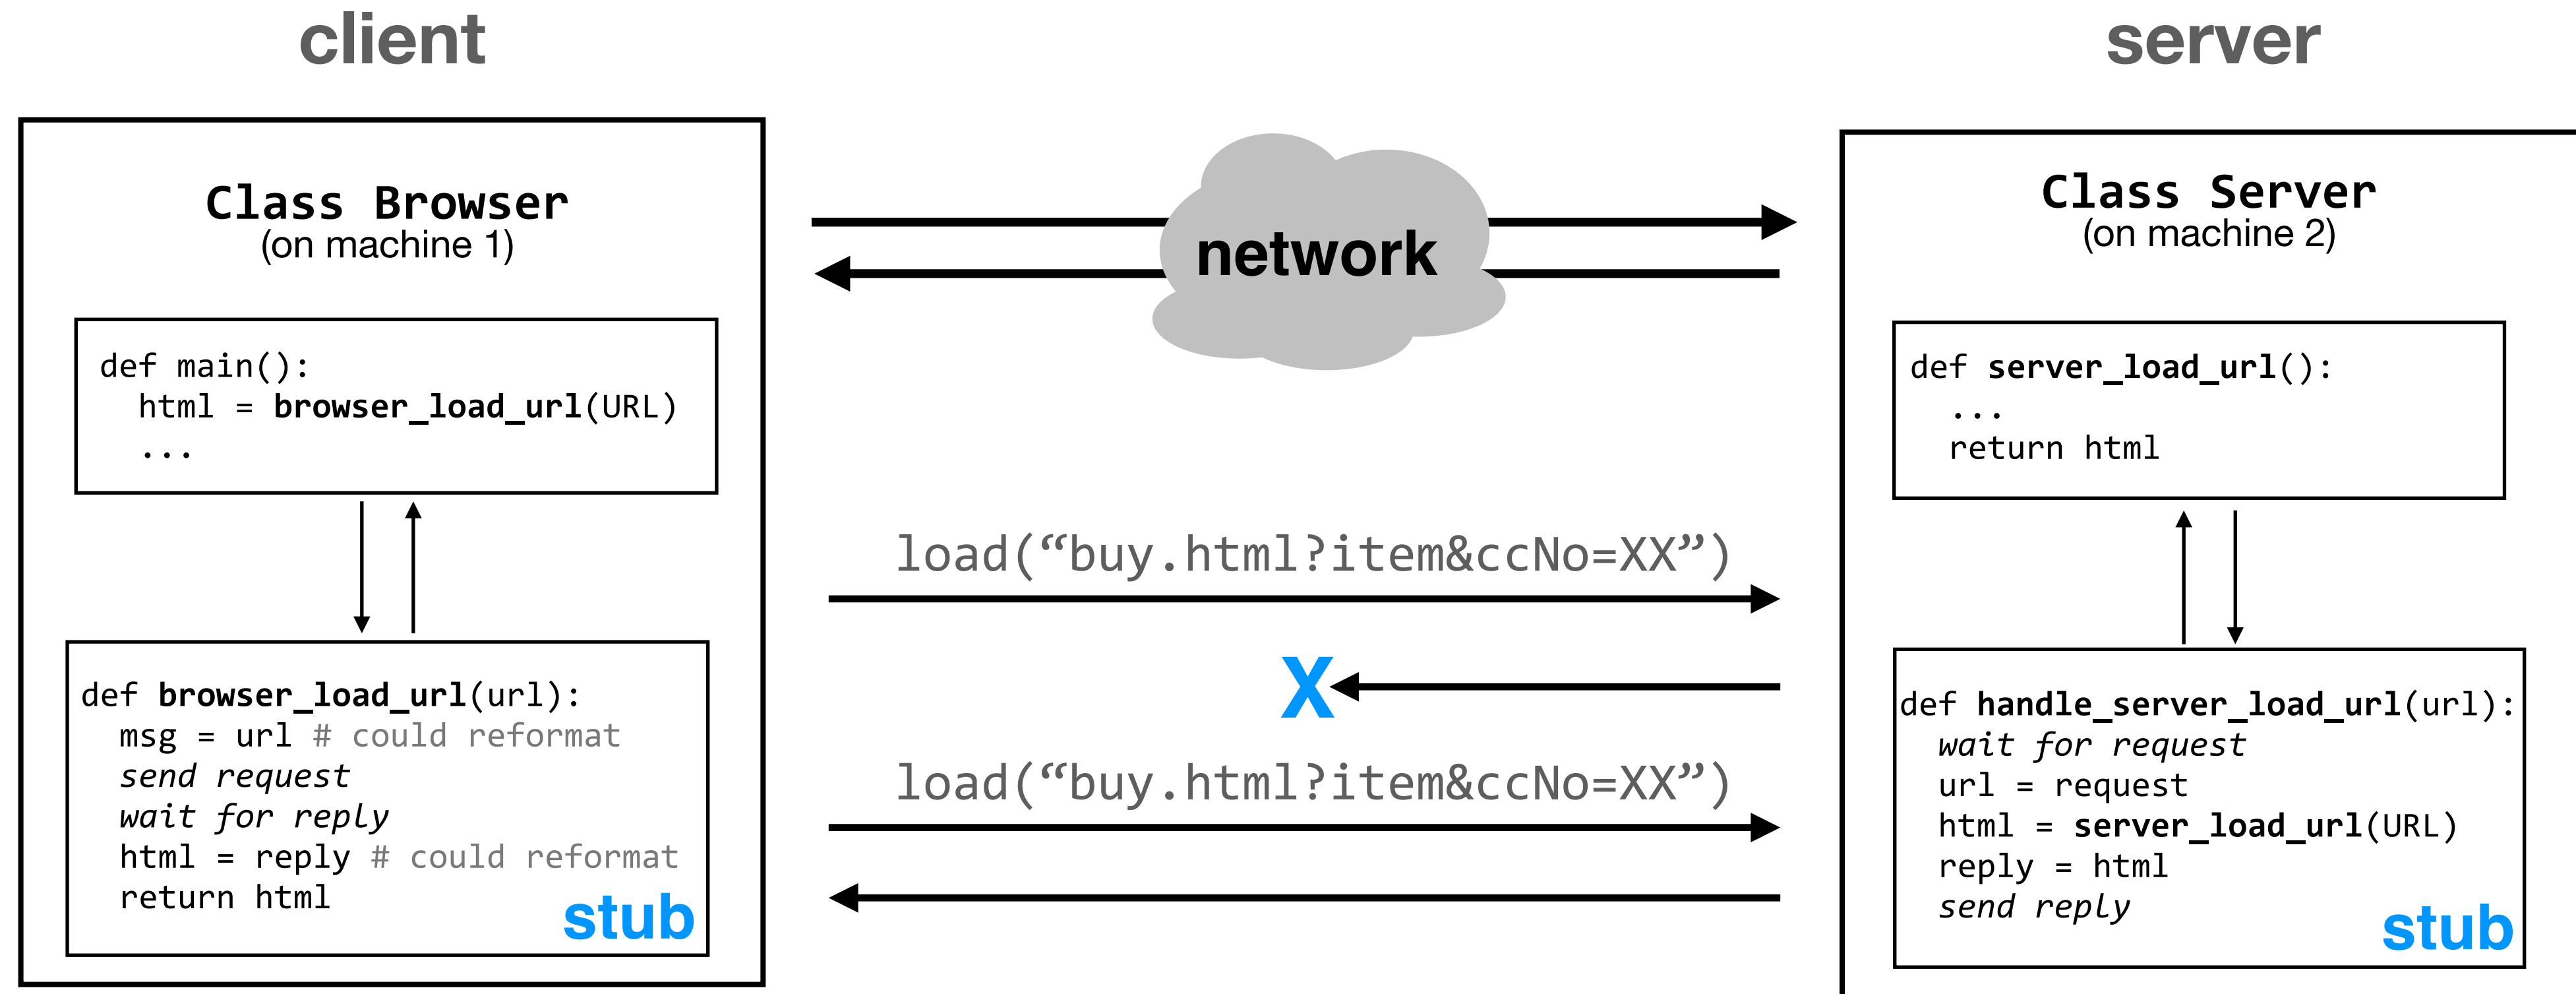 client
server
Class Browser
(on machine 1)
def main():
html = browser_load_url(URL)
...
def browser_load_url(url):
msg = url # could reformat
send request
wait for reply
html = reply # could reformat
return html
stub
network
load(“buy.html?item&ccNo=XX”)
X
load(“buy.html?item&ccNo=XX”)
Class Server
(on machine 2)
def server_load_url():
...
return html
def handle_server_load_url(url):
wait for request
url = request
html = server_load_url(URL)
reply = html
send reply
stub